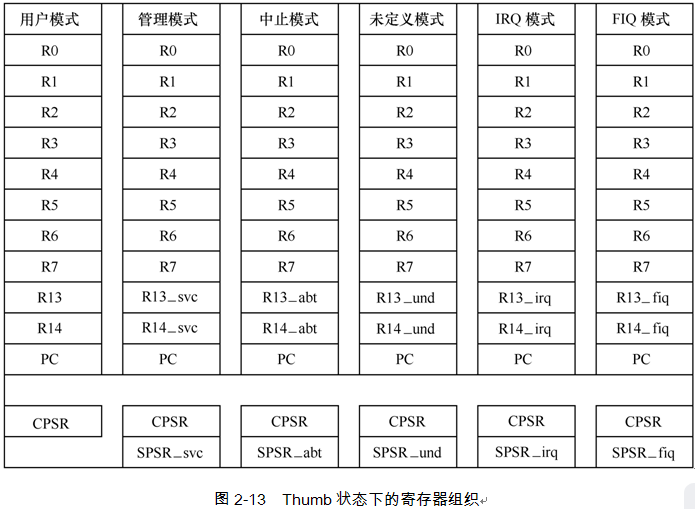 用户模式 管理模式 中止模式 未定义模式 IRQ 模式 FIQ 模式
R0 R0 R0 R0 R0 R0
R1 R1 R1 R1 R1 R1
R2 R2 R2 R2 R2 R2
R3 R3 R3 R3 R3 R3
R4 R4 R4 R4 R4 R4
R5 R5 R5 R5 R5 R5
R6 R6 R6 R6 R6 R6
R7 R7 R7 R7 R7 R7
R13 R13_svc R13_abt R13_und R13_irq R13_fiq
R14 R14_svc R14_abt R14_und R14_irq R14_fiq
PC PC PC PC PC PC
CPSR CPSR CPSR CPSR CPSR CPSR
SPSR_svc SPSR_abt SPSR_und SPSR_irq SPSR_fiq
图 2-13 Thumb 状态下的寄存器组织